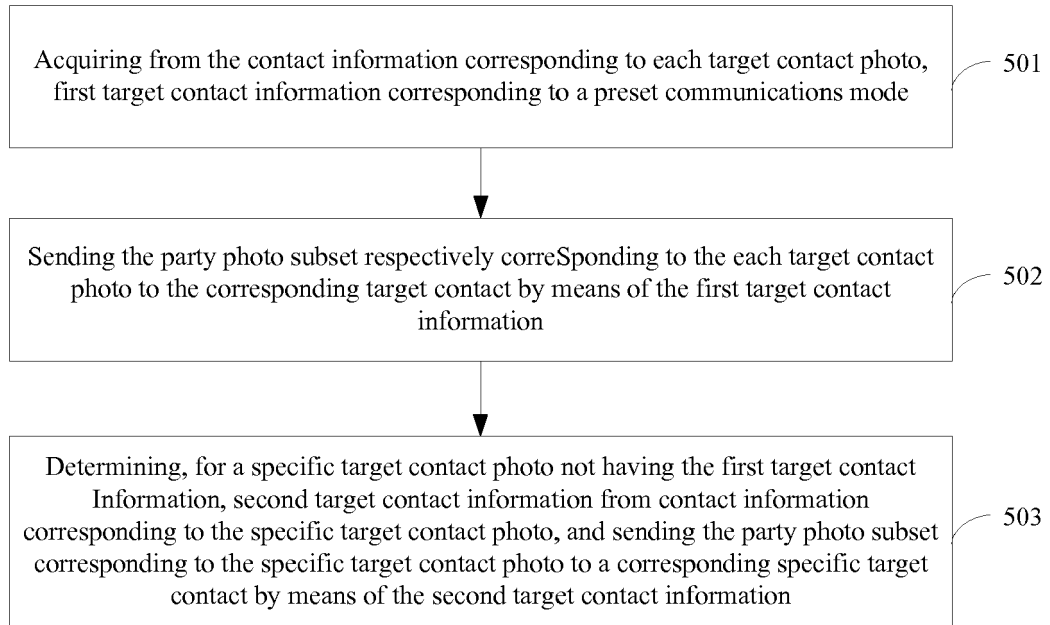 Acquiring from the contact information corresponding to each target contact photo,
first target contact information corresponding to a preset communications mode
501
Sending the party photo subset respectively correSponding to the each target contact
photo to the corresponding target contact by means of the first target contact
information
502
Determining, for a specific target contact photo not having the first target contact
Information, second target contact information from contact information
corresponding to the specific target contact photo, and sending the party photo subset
corresponding to the specific target contact photo to a corresponding specific target
contact by means of the second target contact information
503